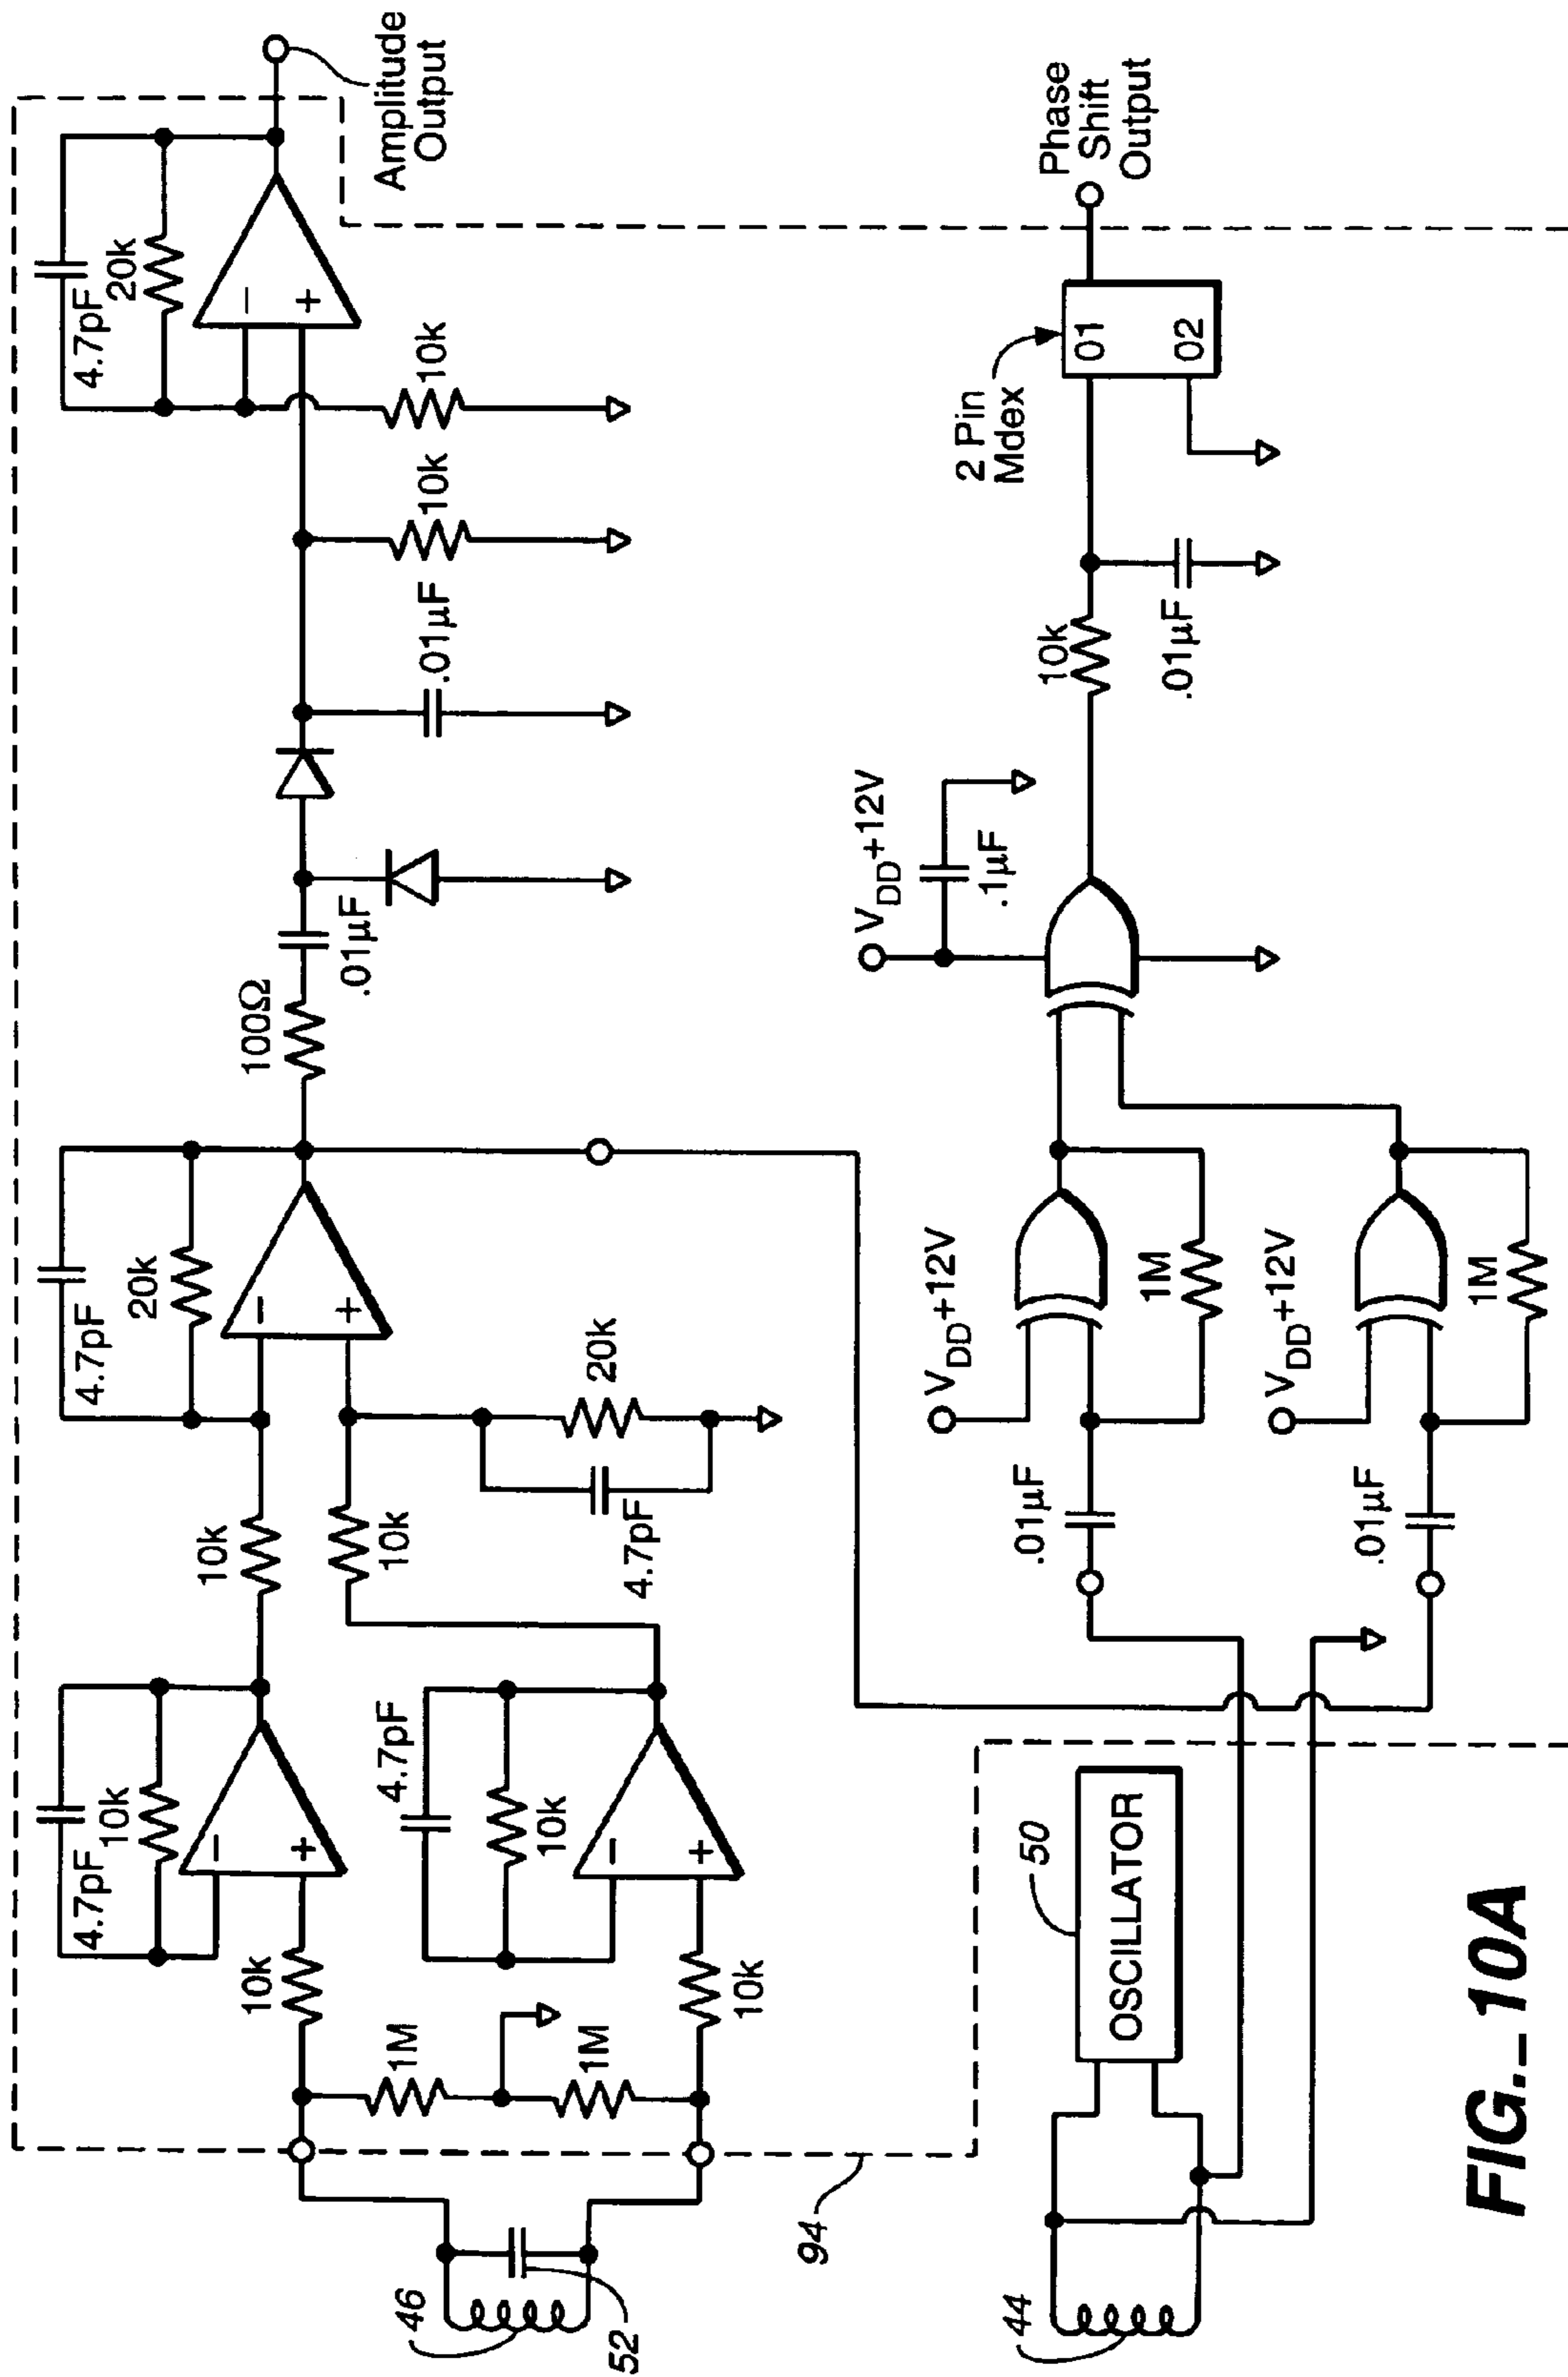 4.7pF
10k
10k
1M
1M
10k
4.7pF
10k
46
52
94
10k
10k
4.7pF
20k
4.7pF
20k
100Ω
.01µF
.01µF
10k
10k
4.7pF
20k
Amplitude
Output
44
50
OSCILLATOR
.01µF
VDD+12V
1M
.01µF
VDD+12V
1M
VDD+12V
.1µF
10k
.01µF
2 Pin
Mdex
01
02
Phase
Shift
Output
− +
− +
− +
− +
FIG._10A